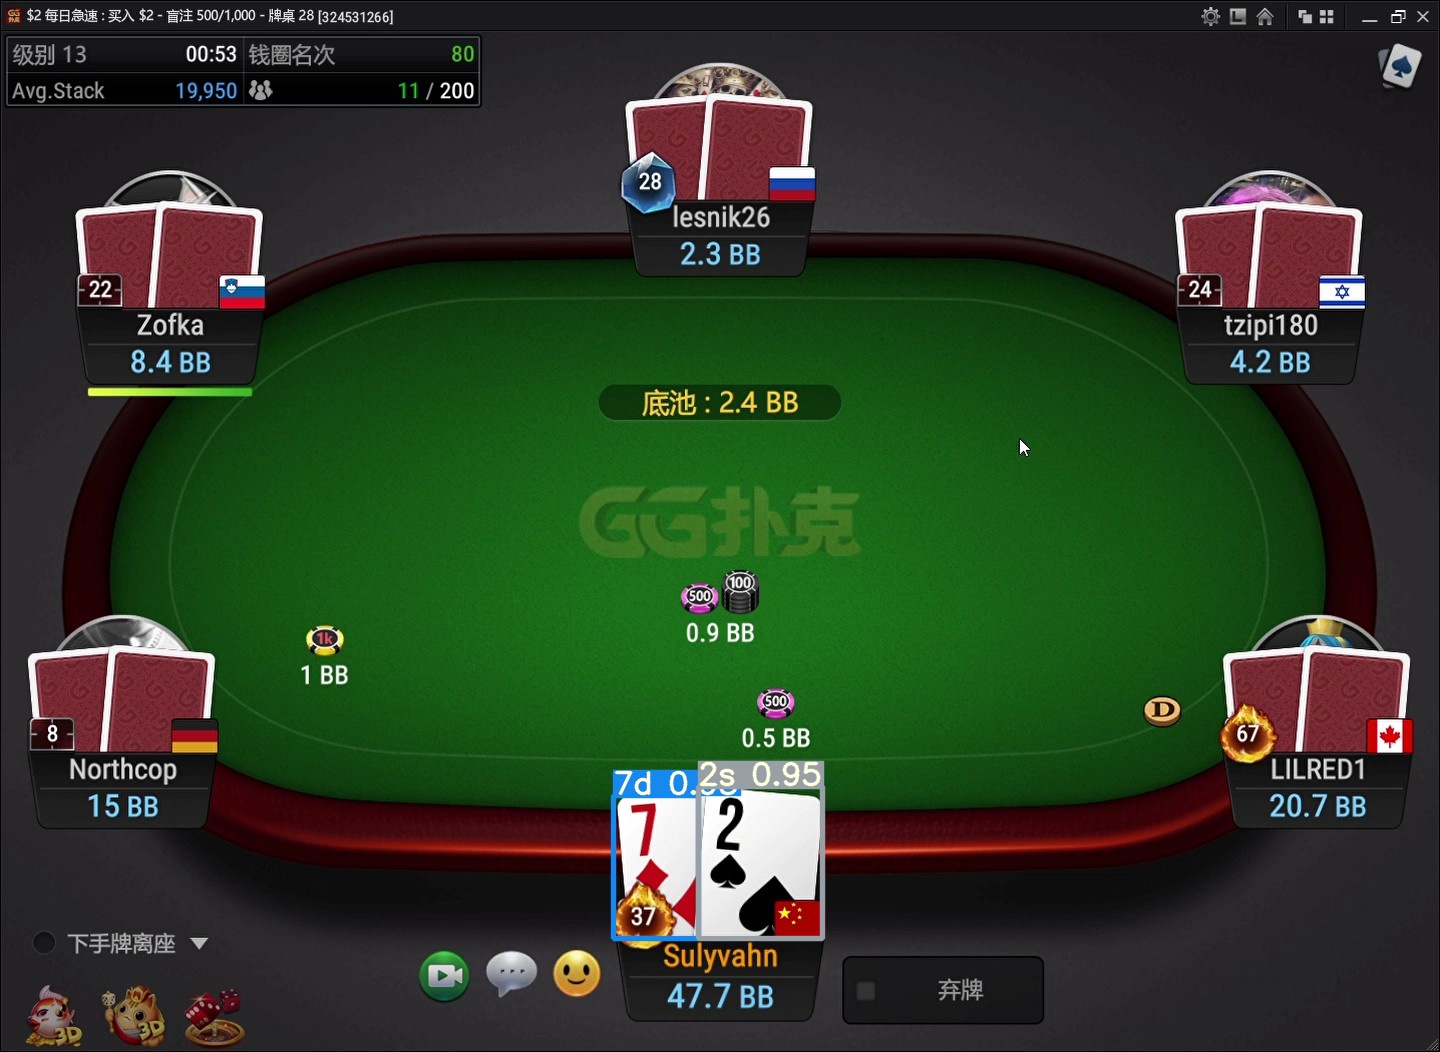 $2 每日急速 : 买入 $2 - 盲注 500/1,000 - 牌桌 28 [324531266]
级别 13 00:53 钱圈名次 80
Avg.Stack 19,950 11 / 200
28
lesnik26
2.3 BB
22
Zofka
8.4 BB
24
tzipi180
4.2 BB
底池 : 2.4 BB
GG扑克
500 100
0.9 BB
1k
1 BB
500
0.5 BB
D
8
Northcop
15 BB
67
LILRED1
20.7 BB
7d 0. 2s 0.95
7 2
37
Sulyvahn
47.7 BB
下手牌离座
弃牌
3D 3D